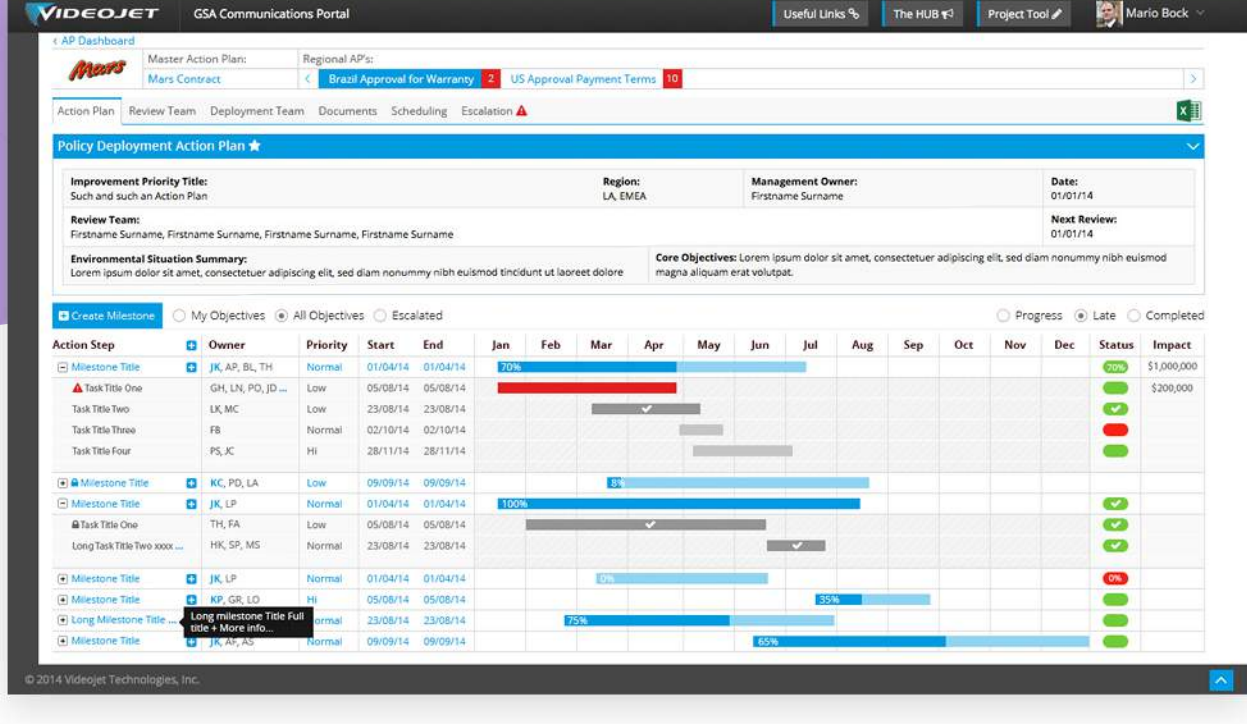 VIDEOJET GSA Communications Portal Useful Links The HUB Project Tool Mario Bock
‹ AP Dashboard
Mars Master Action Plan: Regional AP's:
Mars Contract Brazil Approval for Warranty 2 US Approval Payment Terms 10
Action Plan Review Team Deployment Team Documents Scheduling Escalation
Policy Deployment Action Plan
Improvement Priority Title: Region: Management Owner: Date:
Such and such an Action Plan LA, EMEA Firstname Surname 01/01/14
Review Team: Next Review:
Firstname Surname, Firstname Surname, Firstname Surname, Firstname Surname 01/01/14
Environmental Situation Summary:
Lorem ipsum dolor sit amet, consectetuer adipiscing elit, sed diam nonummy nibh euismod tincidunt ut laoreet dolore
Core Objectives: Lorem ipsum dolor sit amet, consectetuer adipiscing elit, sed diam nonummy nibh euismod
magna aliquam erat volutpat.
Create Milestone My Objectives All Objectives Escalated Progress Late Completed
Action Step Owner Priority Start End Jan Feb Mar Apr May Jun Jul Aug Sep Oct Nov Dec Status Impact
Milestone Title JK, AP, BL, TH Normal 01/04/14 01/04/14 70% 70% $1,000,000
Task Title One GH, LN, PO, JD ... Low 05/08/14 05/08/14 $200,000
Task Title Two LK, MC Low 23/08/14 23/08/14
Task Title Three FB Normal 02/10/14 02/10/14
Task Title Four PS, JC Hi 28/11/14 28/11/14
Milestone Title KC, PD, LA Low 09/09/14 09/09/14 8%
Milestone Title JK, LP Normal 01/04/14 01/04/14 100%
Task Title One TH, FA Low 05/08/14 05/08/14
Long Task Title Two xxxx ... HK, SP, MS Normal 23/08/14 23/08/14
Milestone Title JK, LP Normal 01/04/14 01/04/14 0% 0%
Milestone Title KP, GR, LO Hi 05/08/14 05/08/14 35%
Long Milestone Title ... Long milestone Title Full 23/08/14 23/08/14 75%
title + More info...
Milestone Title JK, AF, AS Normal 09/09/14 09/09/14 65%
© 2014 Videojet Technologies, Inc.